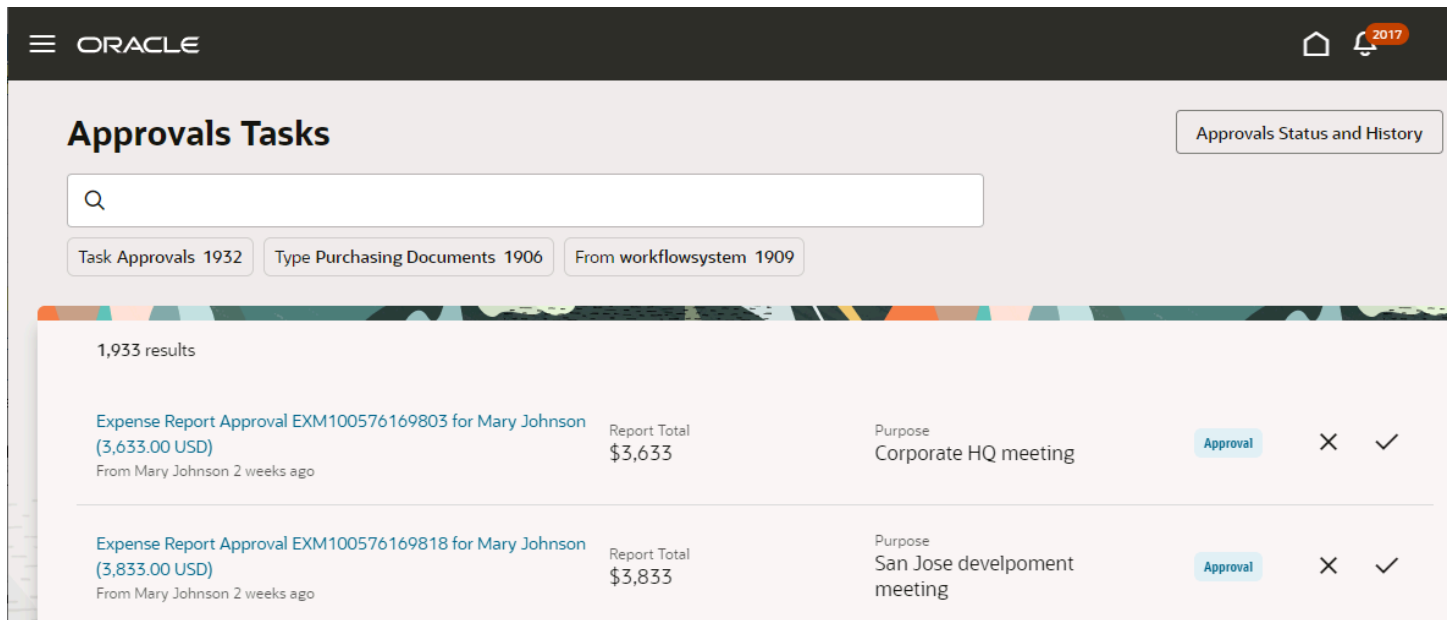 ORACLE
2017
Approvals Tasks
Approvals Status and History
Task Approvals 1932
Type Purchasing Documents 1906
From workflowsystem 1909
1,933 results
Expense Report Approval EXM100576169803 for Mary Johnson
(3,633.00 USD)
From Mary Johnson 2 weeks ago
Report Total
$3,633
Purpose
Corporate HQ meeting
Approval
Expense Report Approval EXM100576169818 for Mary Johnson
(3,833.00 USD)
From Mary Johnson 2 weeks ago
Report Total
$3,833
Purpose
San Jose develpoment
meeting
Approval